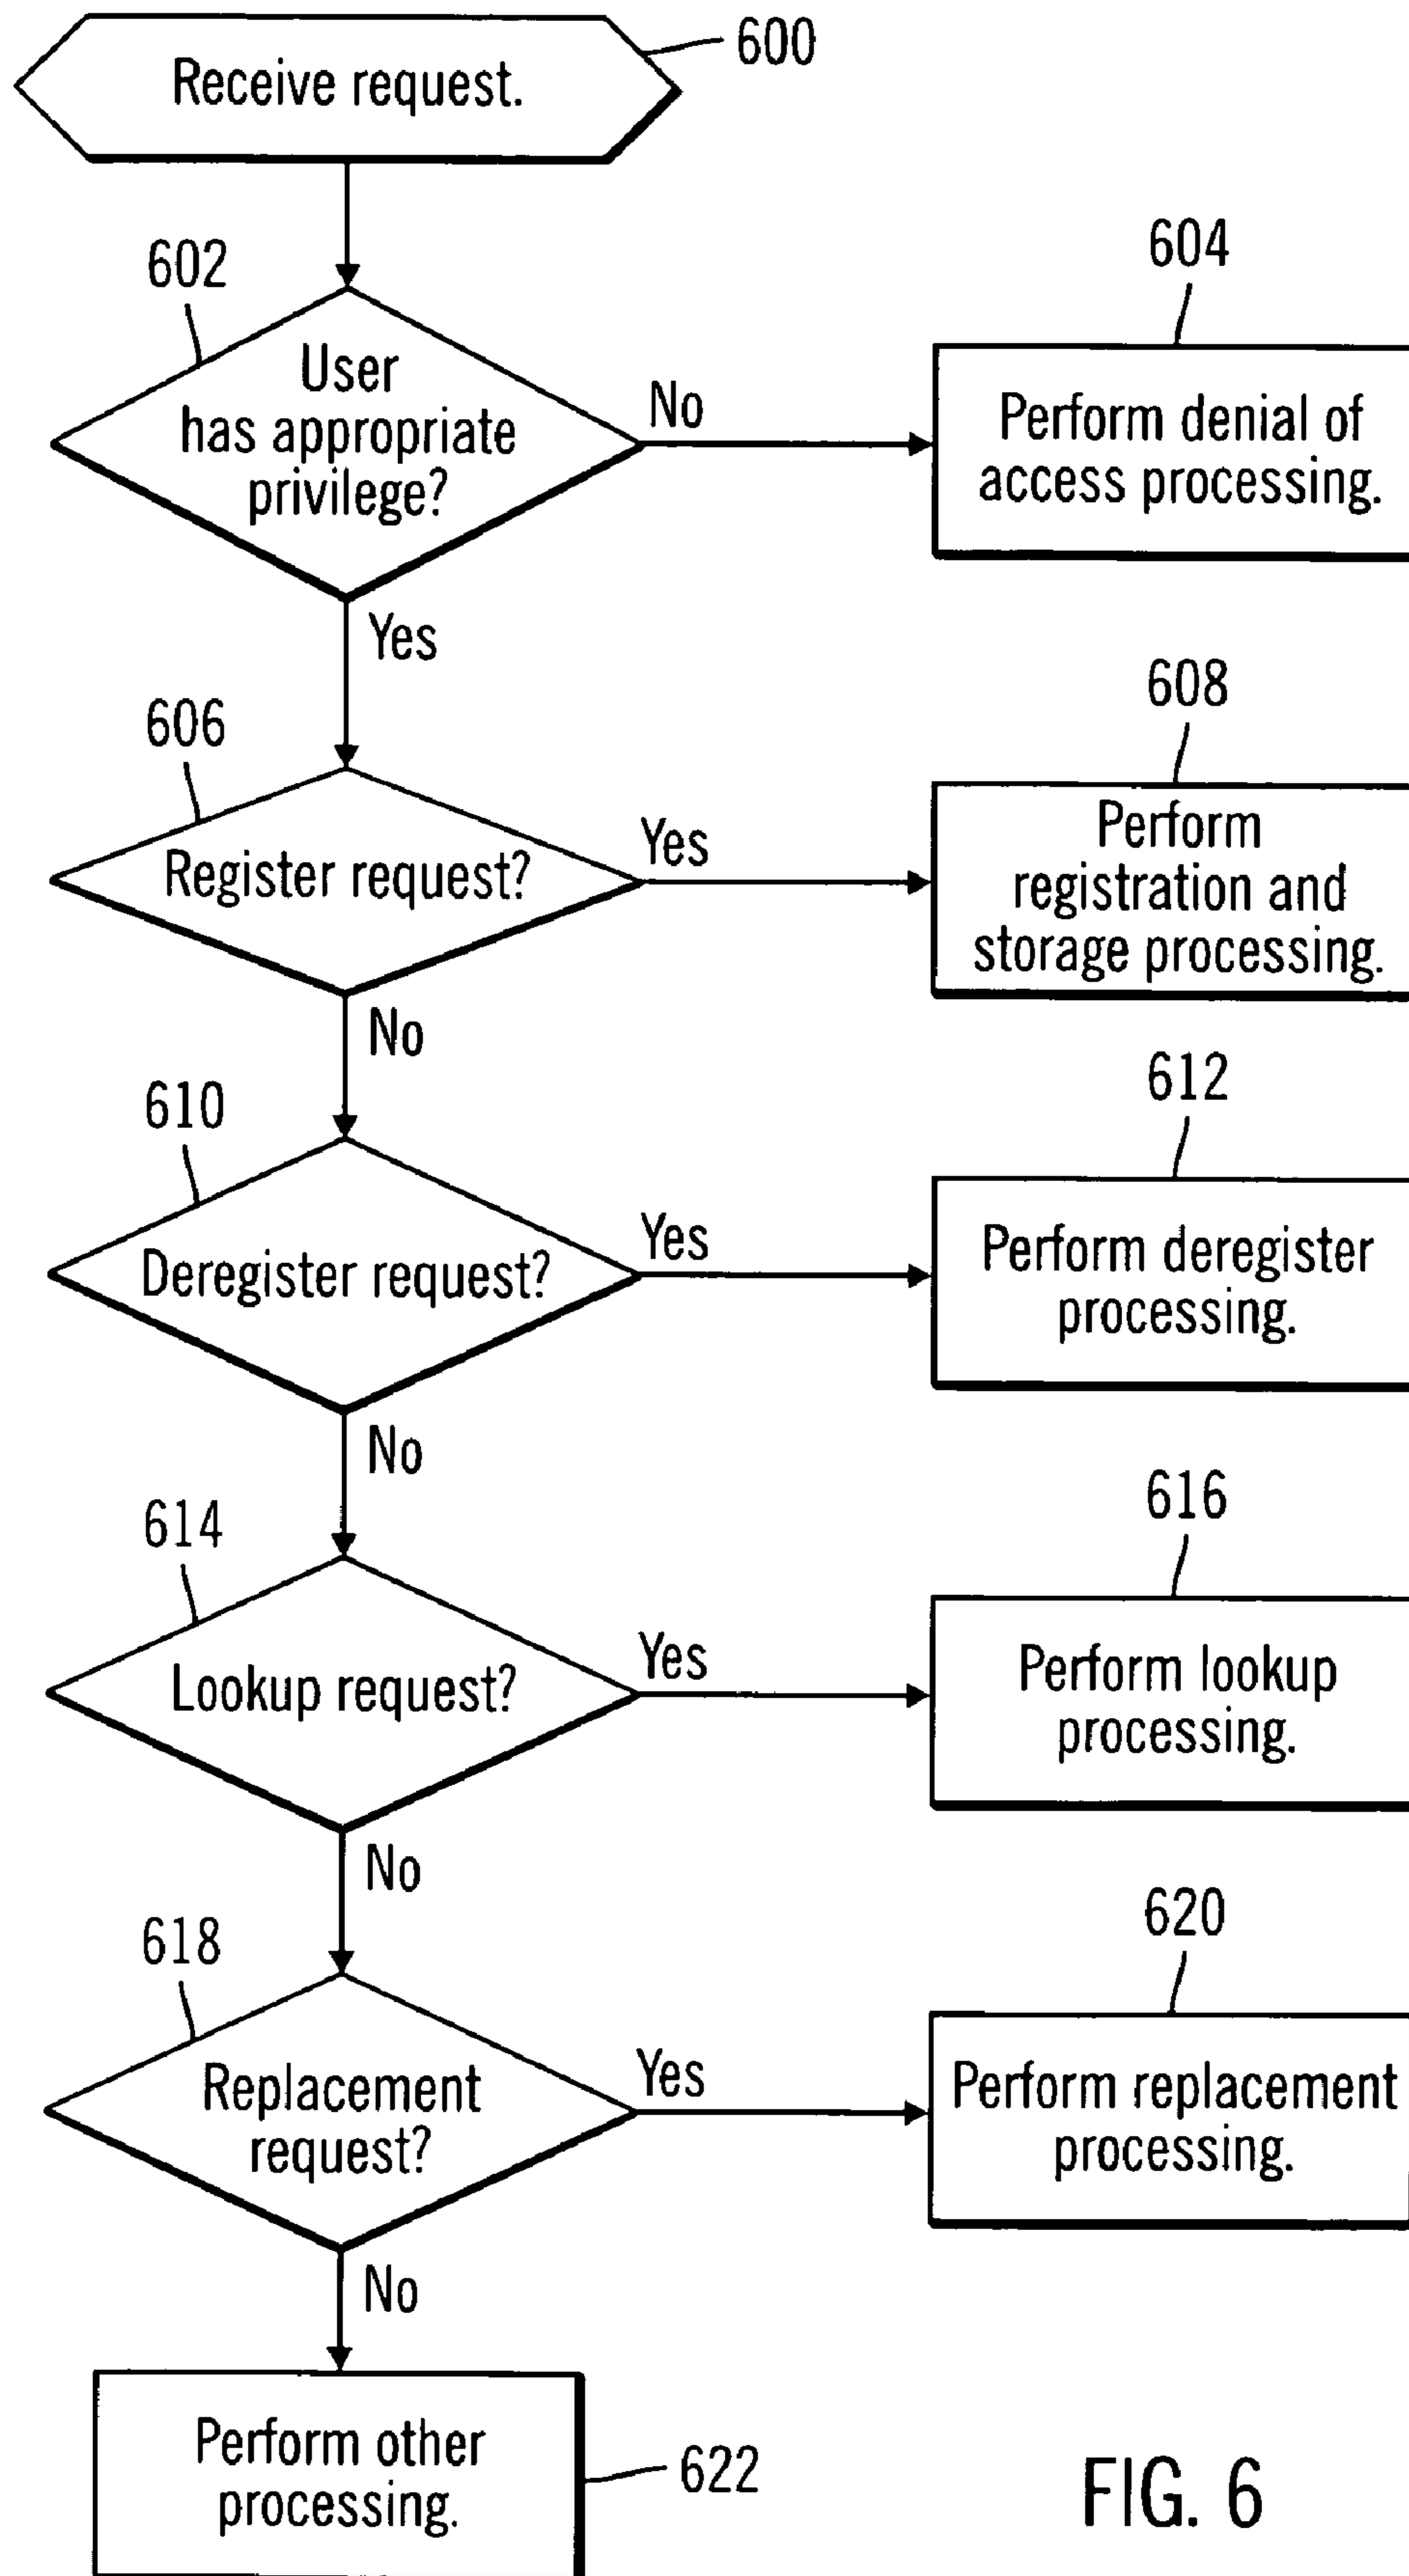 Receive request.
600
602
User
has appropriate
privilege?
No
604
Perform denial of
access processing.
Yes
606
Register request?
Yes
608
Perform
registration and
storage processing.
No
610
Deregister request?
Yes
612
Perform deregister
processing.
No
614
Lookup request?
Yes
616
Perform lookup
processing.
No
618
Replacement
request?
Yes
620
Perform replacement
processing.
No
Perform other
processing.
622
FIG. 6